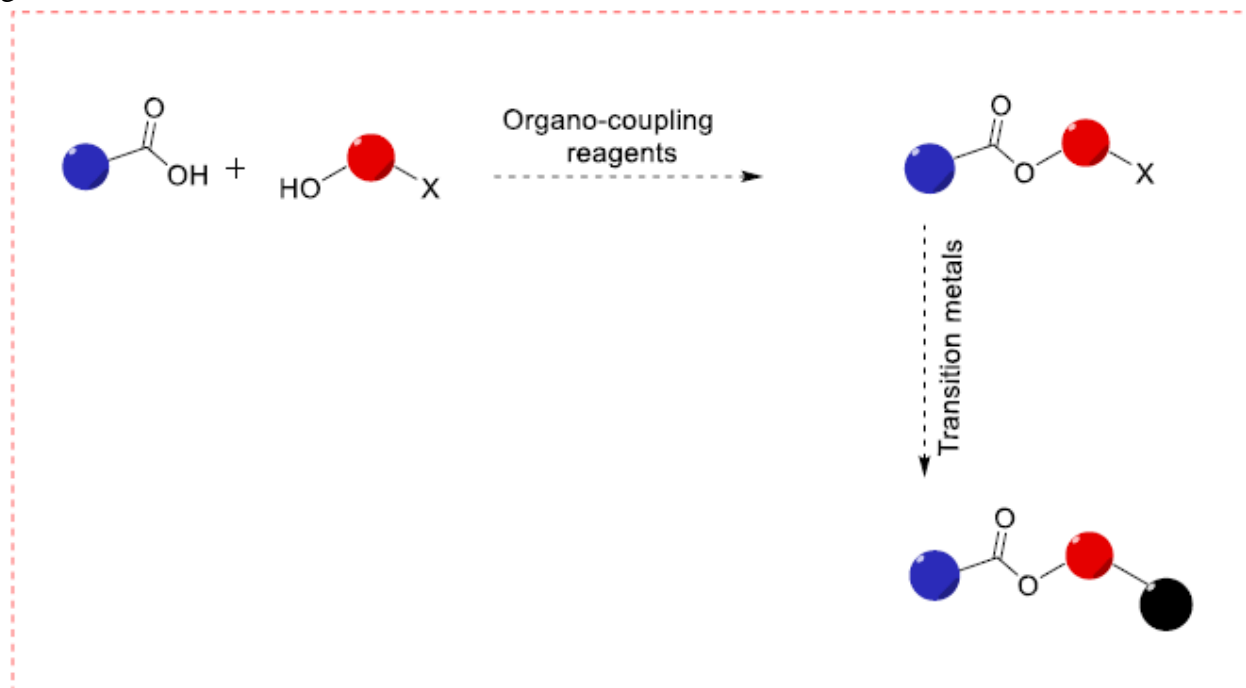 O
OH
+
HO
X
Organo-coupling
reagents
O
O
X
Transition metals
O
O